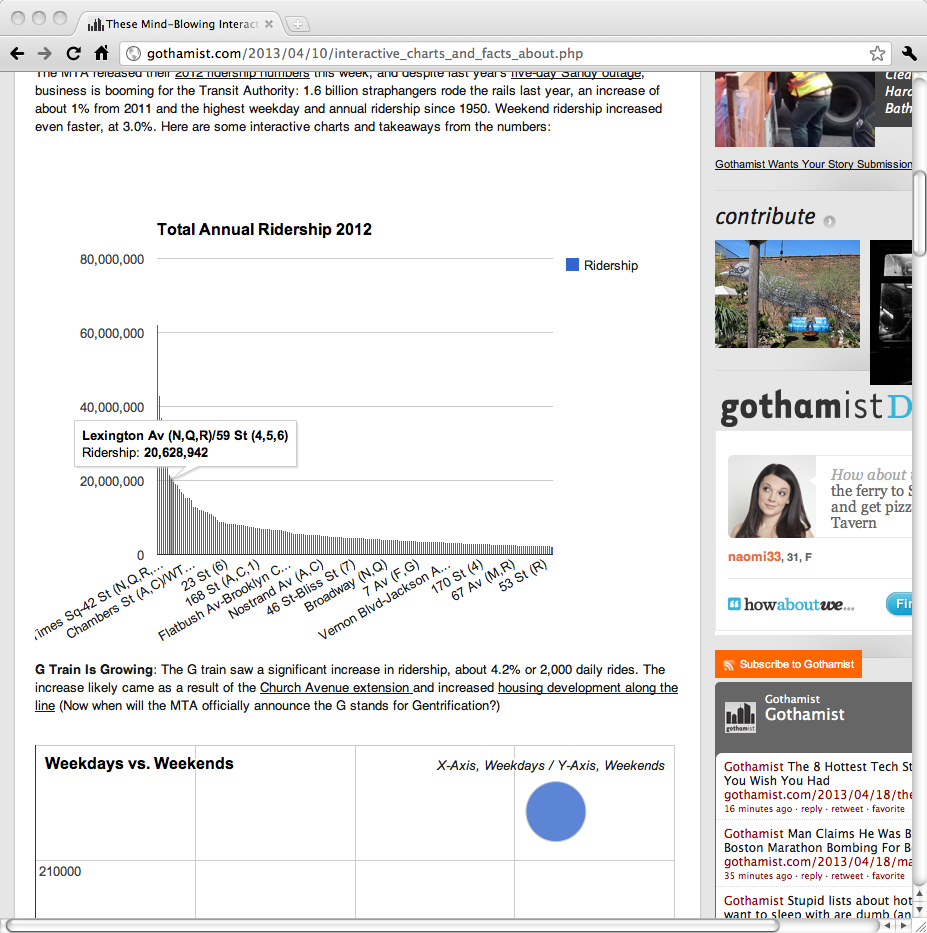 These Mind-Blowing Interact
gothamist.com/2013/04/10/interactive_charts_and_facts_about.php
The MTA released their 2012 ridership numbers this week, and despite last year's five-day Sandy outage,
business is booming for the Transit Authority: 1.6 billion straphangers rode the rails last year, an increase of
about 1% from 2011 and the highest weekday and annual ridership since 1950. Weekend ridership increased
even faster, at 3.0%. Here are some interactive charts and takeaways from the numbers:
Total Annual Ridership 2012
80,000,000
60,000,000
40,000,000
20,000,000
0
Ridership
Lexington Av (N,Q,R)/59 St (4,5,6)
Ridership: 20,628,942
Times Sq-42 St (N,Q,R,...
Chambers St (A,C)/WT...
23 St (6)
168 St (A,C,1)
Flatbush Av-Brooklyn C...
Nostrand Av (A,C)
46 St-Bliss St (7)
Broadway (N,Q)
7 Av (F,G)
Vernon Blvd-Jackson A...
170 St (4)
67 Av (M,R)
53 St (R)
G Train Is Growing: The G train saw a significant increase in ridership, about 4.2% or 2,000 daily rides. The
increase likely came as a result of the Church Avenue extension and increased housing development along the
line (Now when will the MTA officially announce the G stands for Gentrification?)
Weekdays vs. Weekends
X-Axis, Weekdays / Y-Axis, Weekends
210000
Clea
Hard
Bath
Gothamist Wants Your Story Submission
contribute
gothamist D
How about
the ferry to S
and get pizz
Tavern
naomi33, 31, F
howaboutwe...
Fin
Subscribe to Gothamist
gothamist
Gothamist
Gothamist
Gothamist The 8 Hottest Tech St
You Wish You Had
gothamist.com/2013/04/18/the
16 minutes ago · reply · retweet · favorite
Gothamist Man Claims He Was B
Boston Marathon Bombing For B
gothamist.com/2013/04/18/ma
35 minutes ago · reply · retweet · favorite
Gothamist Stupid lists about hot
want to sleep with are dumb (an